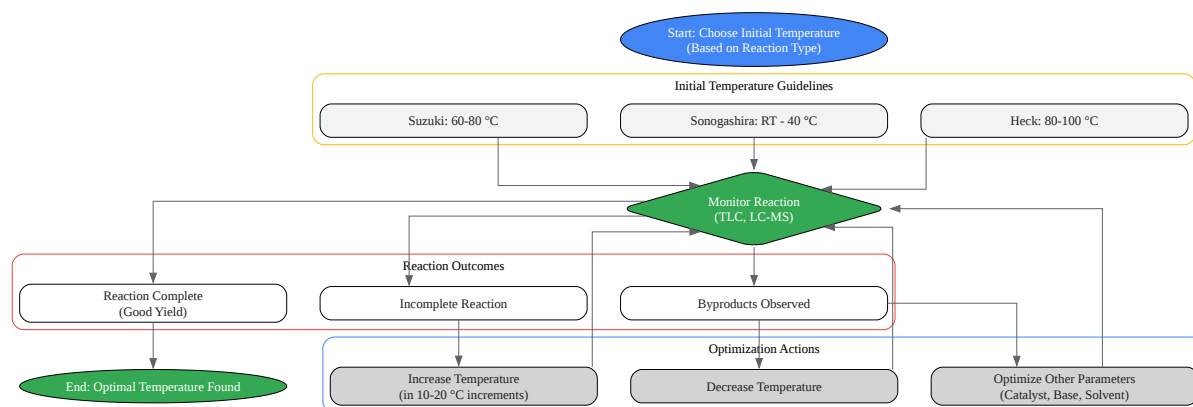 Start: Choose Initial Temperature
(Based on Reaction Type)
Initial Temperature Guidelines
Suzuki: 60-80 °C
Sonogashira: RT - 40 °C
Heck: 80-100 °C
Monitor Reaction
(TLC, LC-MS)
Reaction Outcomes
Reaction Complete
(Good Yield)
Incomplete Reaction
Byproducts Observed
Optimization Actions
End: Optimal Temperature Found
Increase Temperature
(in 10-20 °C increments)
Decrease Temperature
Optimize Other Parameters
(Catalyst, Base, Solvent)